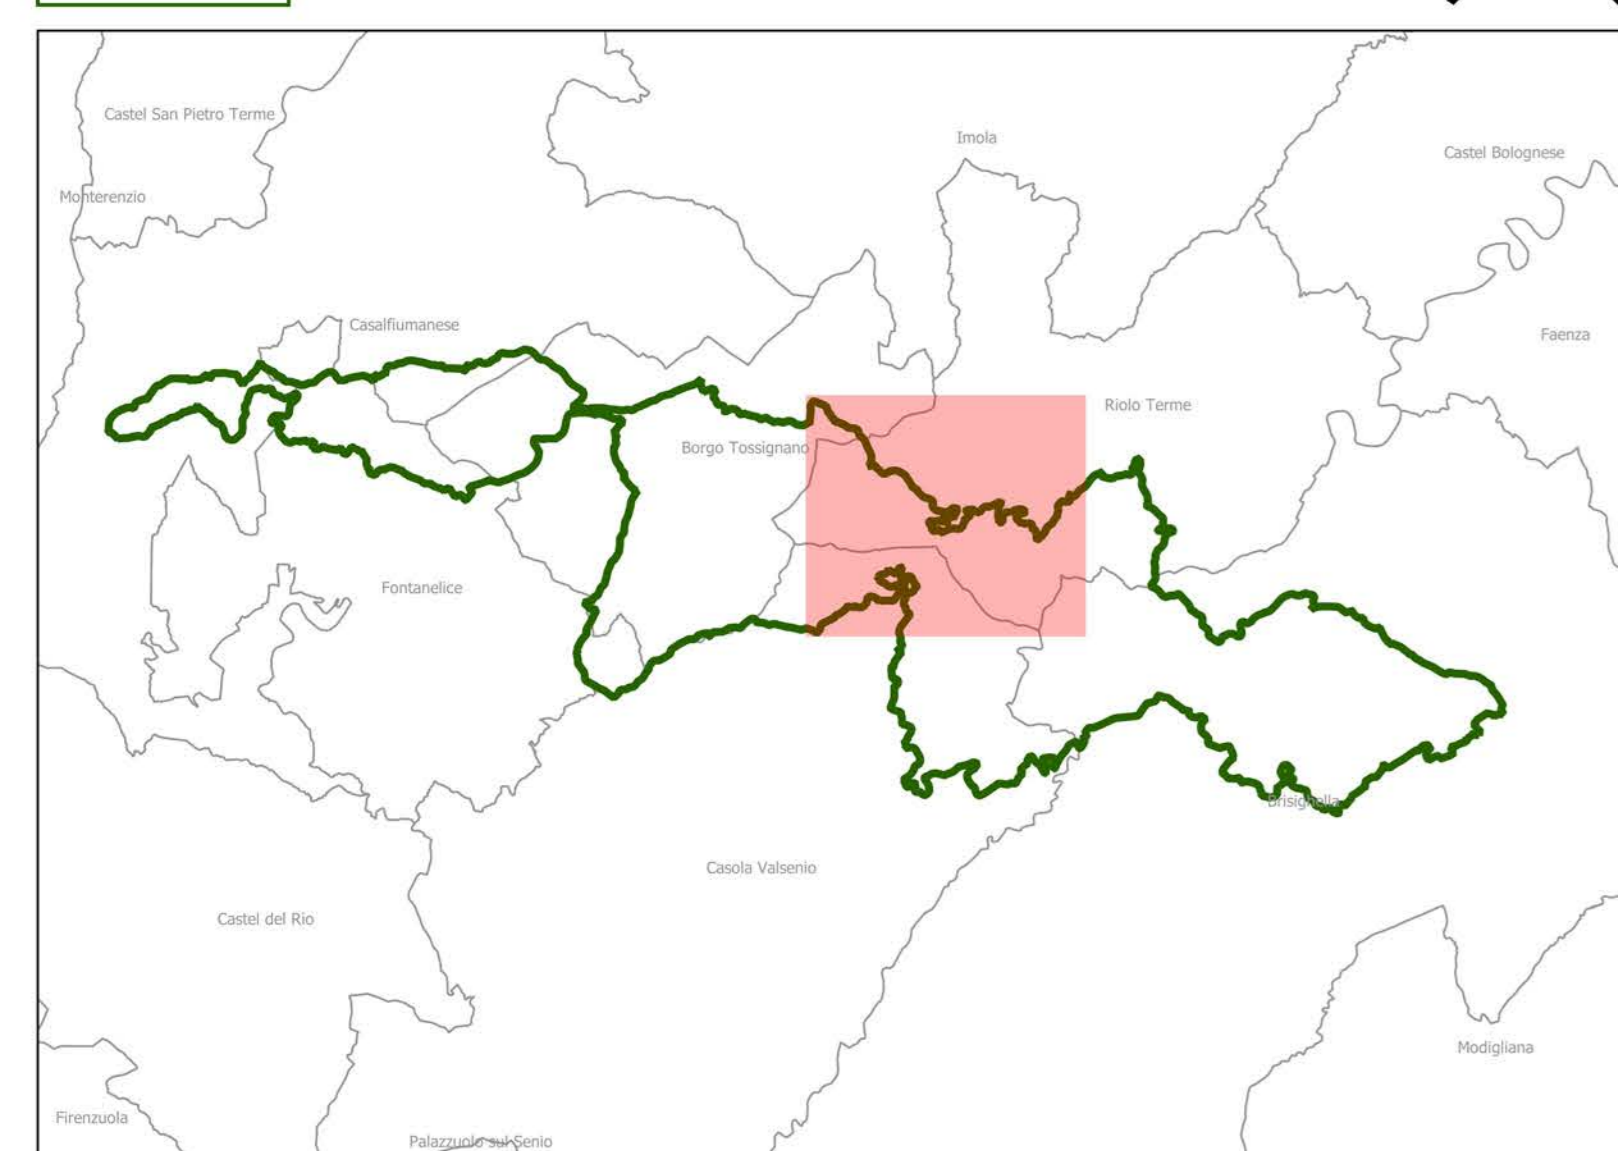 Castel San Pietro Terme
Imola
Castel Bolognese
Monterenzio
Casalfiumanese
Faenza
Riolo Terme
Borgo Tossignano
Fontanelice
Brisighella
Casola Valsenio
Castel del Rio
Modigliana
Firenzuola
Palazzuolo sul Senio